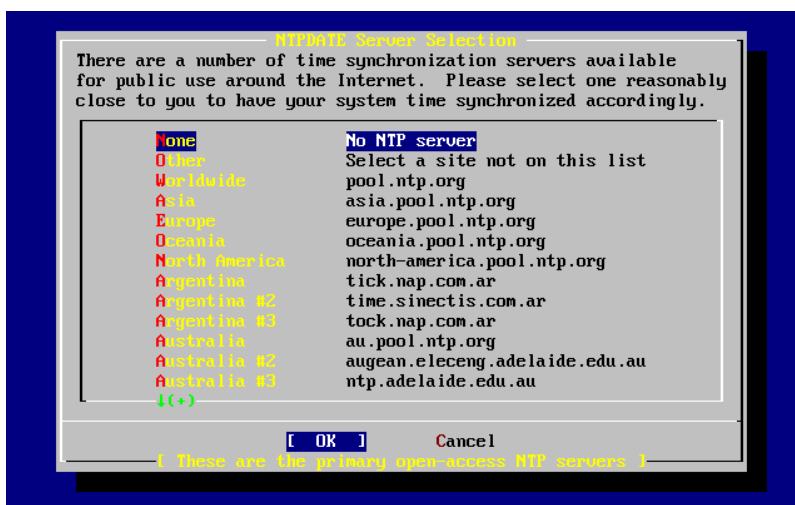 NTPDATE Server Selection
There are a number of time synchronization servers available
for public use around the Internet.  Please select one reasonably
close to you to have your system time synchronized accordingly.
None No NTP server
Other Select a site not on this list
Worldwide pool.ntp.org
Asia asia.pool.ntp.org
Europe europe.pool.ntp.org
Oceania oceania.pool.ntp.org
North America north-america.pool.ntp.org
Argentina tick.nap.com.ar
Argentina #2 time.sinectis.com.ar
Argentina #3 tock.nap.com.ar
Australia au.pool.ntp.org
Australia #2 augean.eleceng.adelaide.edu.au
Australia #3 ntp.adelaide.edu.au
↓(+)
[ OK ] Cancel
[ These are the primary open-access NTP servers ]